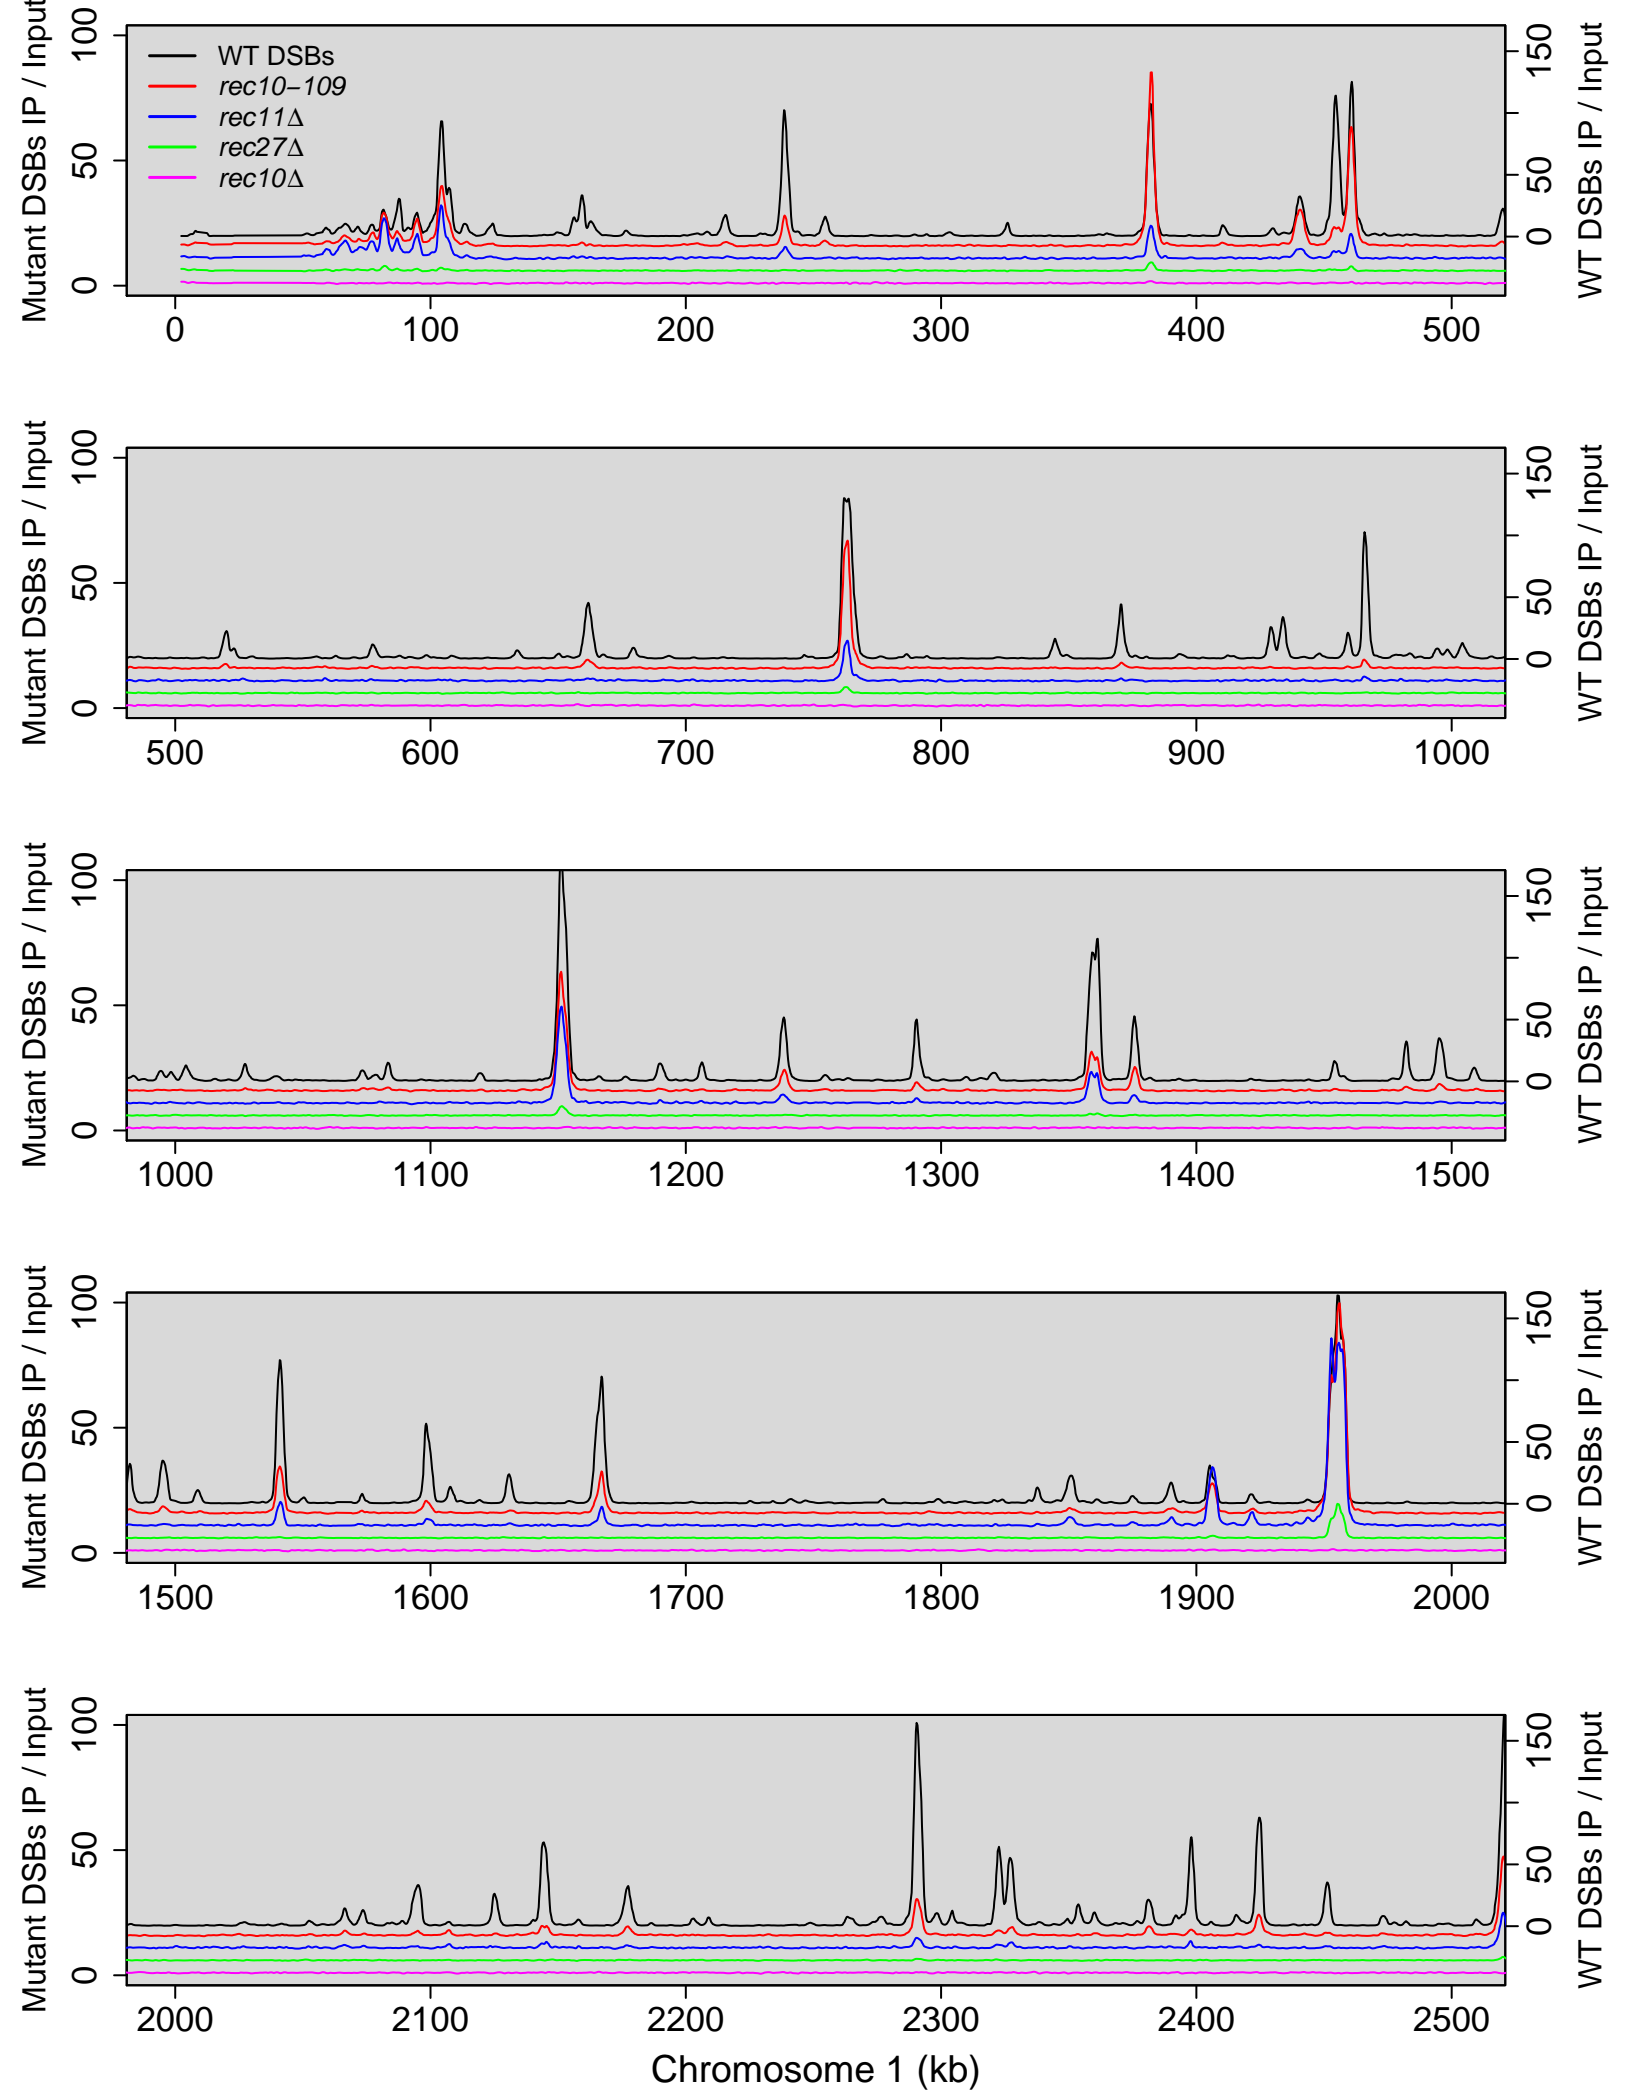 Mutant DSBs IP / Input
0 50 100
WT DSBs
rec10−109
rec11Δ
rec27Δ
rec10Δ
0 50 150
WT DSBs IP / Input
0 100 200 300 400 500
Mutant DSBs IP / Input
0 50 100
0 50 150
WT DSBs IP / Input
500 600 700 800 900 1000
Mutant DSBs IP / Input
0 50 100
0 50 150
WT DSBs IP / Input
1000 1100 1200 1300 1400 1500
Mutant DSBs IP / Input
0 50 100
0 50 150
WT DSBs IP / Input
1500 1600 1700 1800 1900 2000
Mutant DSBs IP / Input
0 50 100
0 50 150
WT DSBs IP / Input
2000 2100 2200 2300 2400 2500
Chromosome 1 (kb)